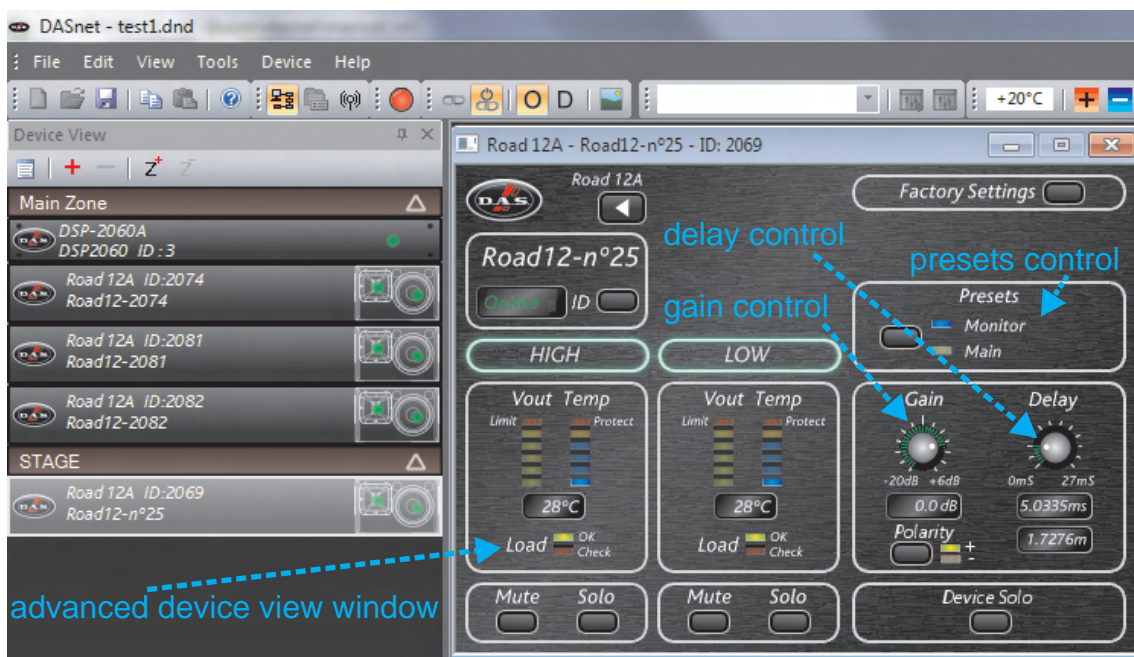 DASnet - test1.dnd
File Edit View Tools Device Help
O D
+20°C
Device View
Z+ Z-
Main Zone
DSP-2060A
DSP2060 ID :3
Road 12A ID:2074
Road12-2074
Road 12A ID:2081
Road12-2081
Road 12A ID:2082
Road12-2082
STAGE
Road 12A ID:2069
Road12-nº25
advanced device view window
Road 12A - Road12-nº25 - ID: 2069
D.A.S.
Road 12A
Factory Settings
Road12-nº25
Online ID
delay control
presets control
gain control
Presets
Monitor
Main
HIGH
LOW
Vout Temp
Limit Protect
28ºC
Load OK
Check
Mute Solo
Vout Temp
Limit Protect
28ºC
Load OK
Check
Mute Solo
Gain
-20dB +6dB
0.0 dB
Polarity
+
-
Delay
0mS 27mS
5.0335ms
1.7276m
Device Solo